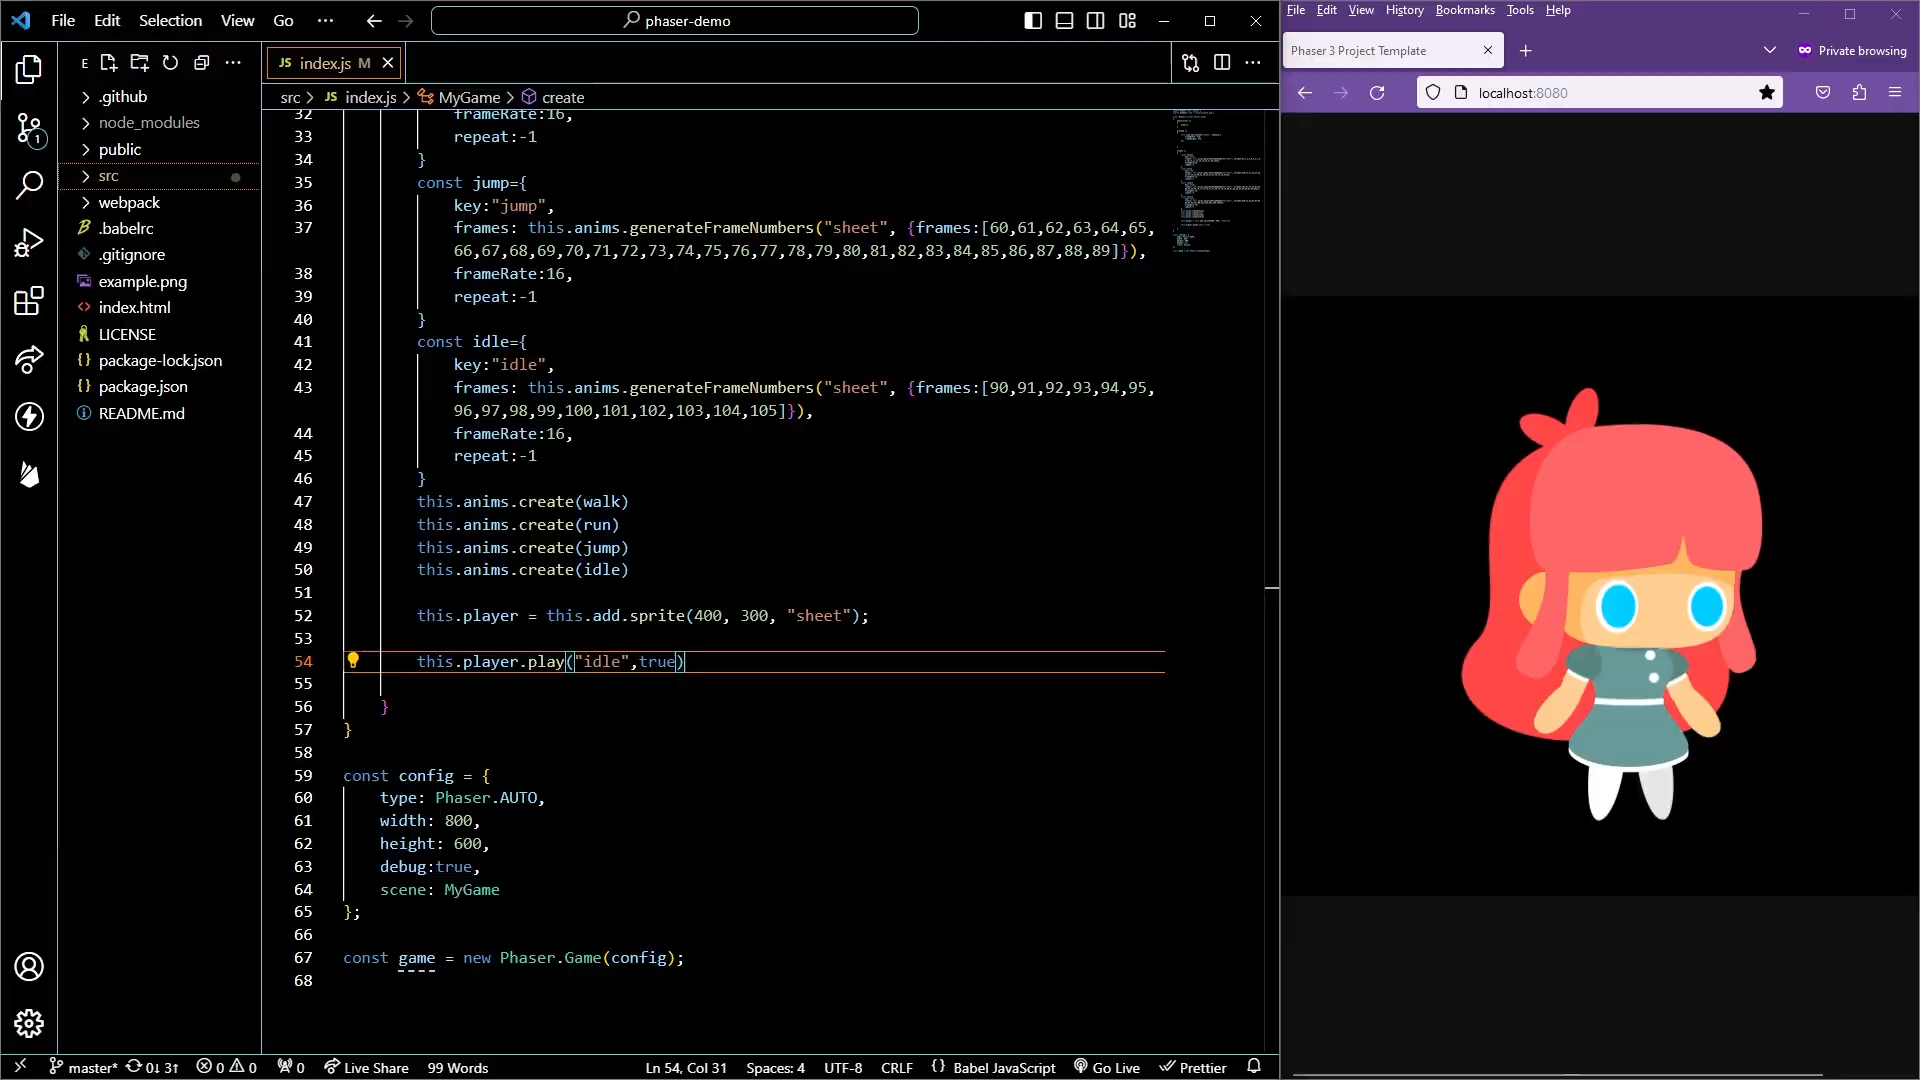 File Edit Selection View Go ··· phaser-demo
E
.github
node_modules
public
src
webpack
.babelrc
.gitignore
example.png
index.html
LICENSE
package-lock.json
package.json
README.md
1
JS index.js M
src > JS index.js > MyGame > create
32 frameRate:16,
33 repeat:-1
34 }
35 const jump={
36 key:"jump",
37 frames: this.anims.generateFrameNumbers("sheet", {frames:[60,61,62,63,64,65,
66,67,68,69,70,71,72,73,74,75,76,77,78,79,80,81,82,83,84,85,86,87,88,89]}),
38 frameRate:16,
39 repeat:-1
40 }
41 const idle={
42 key:"idle",
43 frames: this.anims.generateFrameNumbers("sheet", {frames:[90,91,92,93,94,95,
96,97,98,99,100,101,102,103,104,105]}),
44 frameRate:16,
45 repeat:-1
46 }
47 this.anims.create(walk)
48 this.anims.create(run)
49 this.anims.create(jump)
50 this.anims.create(idle)
51
52 this.player = this.add.sprite(400, 300, "sheet");
53
54 this.player.play("idle",true)
55
56 }
57 }
58
59 const config = {
60 type: Phaser.AUTO,
61 width: 800,
62 height: 600,
63 debug:true,
64 scene: MyGame
65 };
66
67 const game = new Phaser.Game(config);
68
master* 0↓ 3↑ 0 0 0 Live Share 99 Words Ln 54, Col 31 Spaces: 4 UTF-8 CRLF {} Babel JavaScript Go Live Prettier
File Edit View History Bookmarks Tools Help
Phaser 3 Project Template
Private browsing
localhost:8080